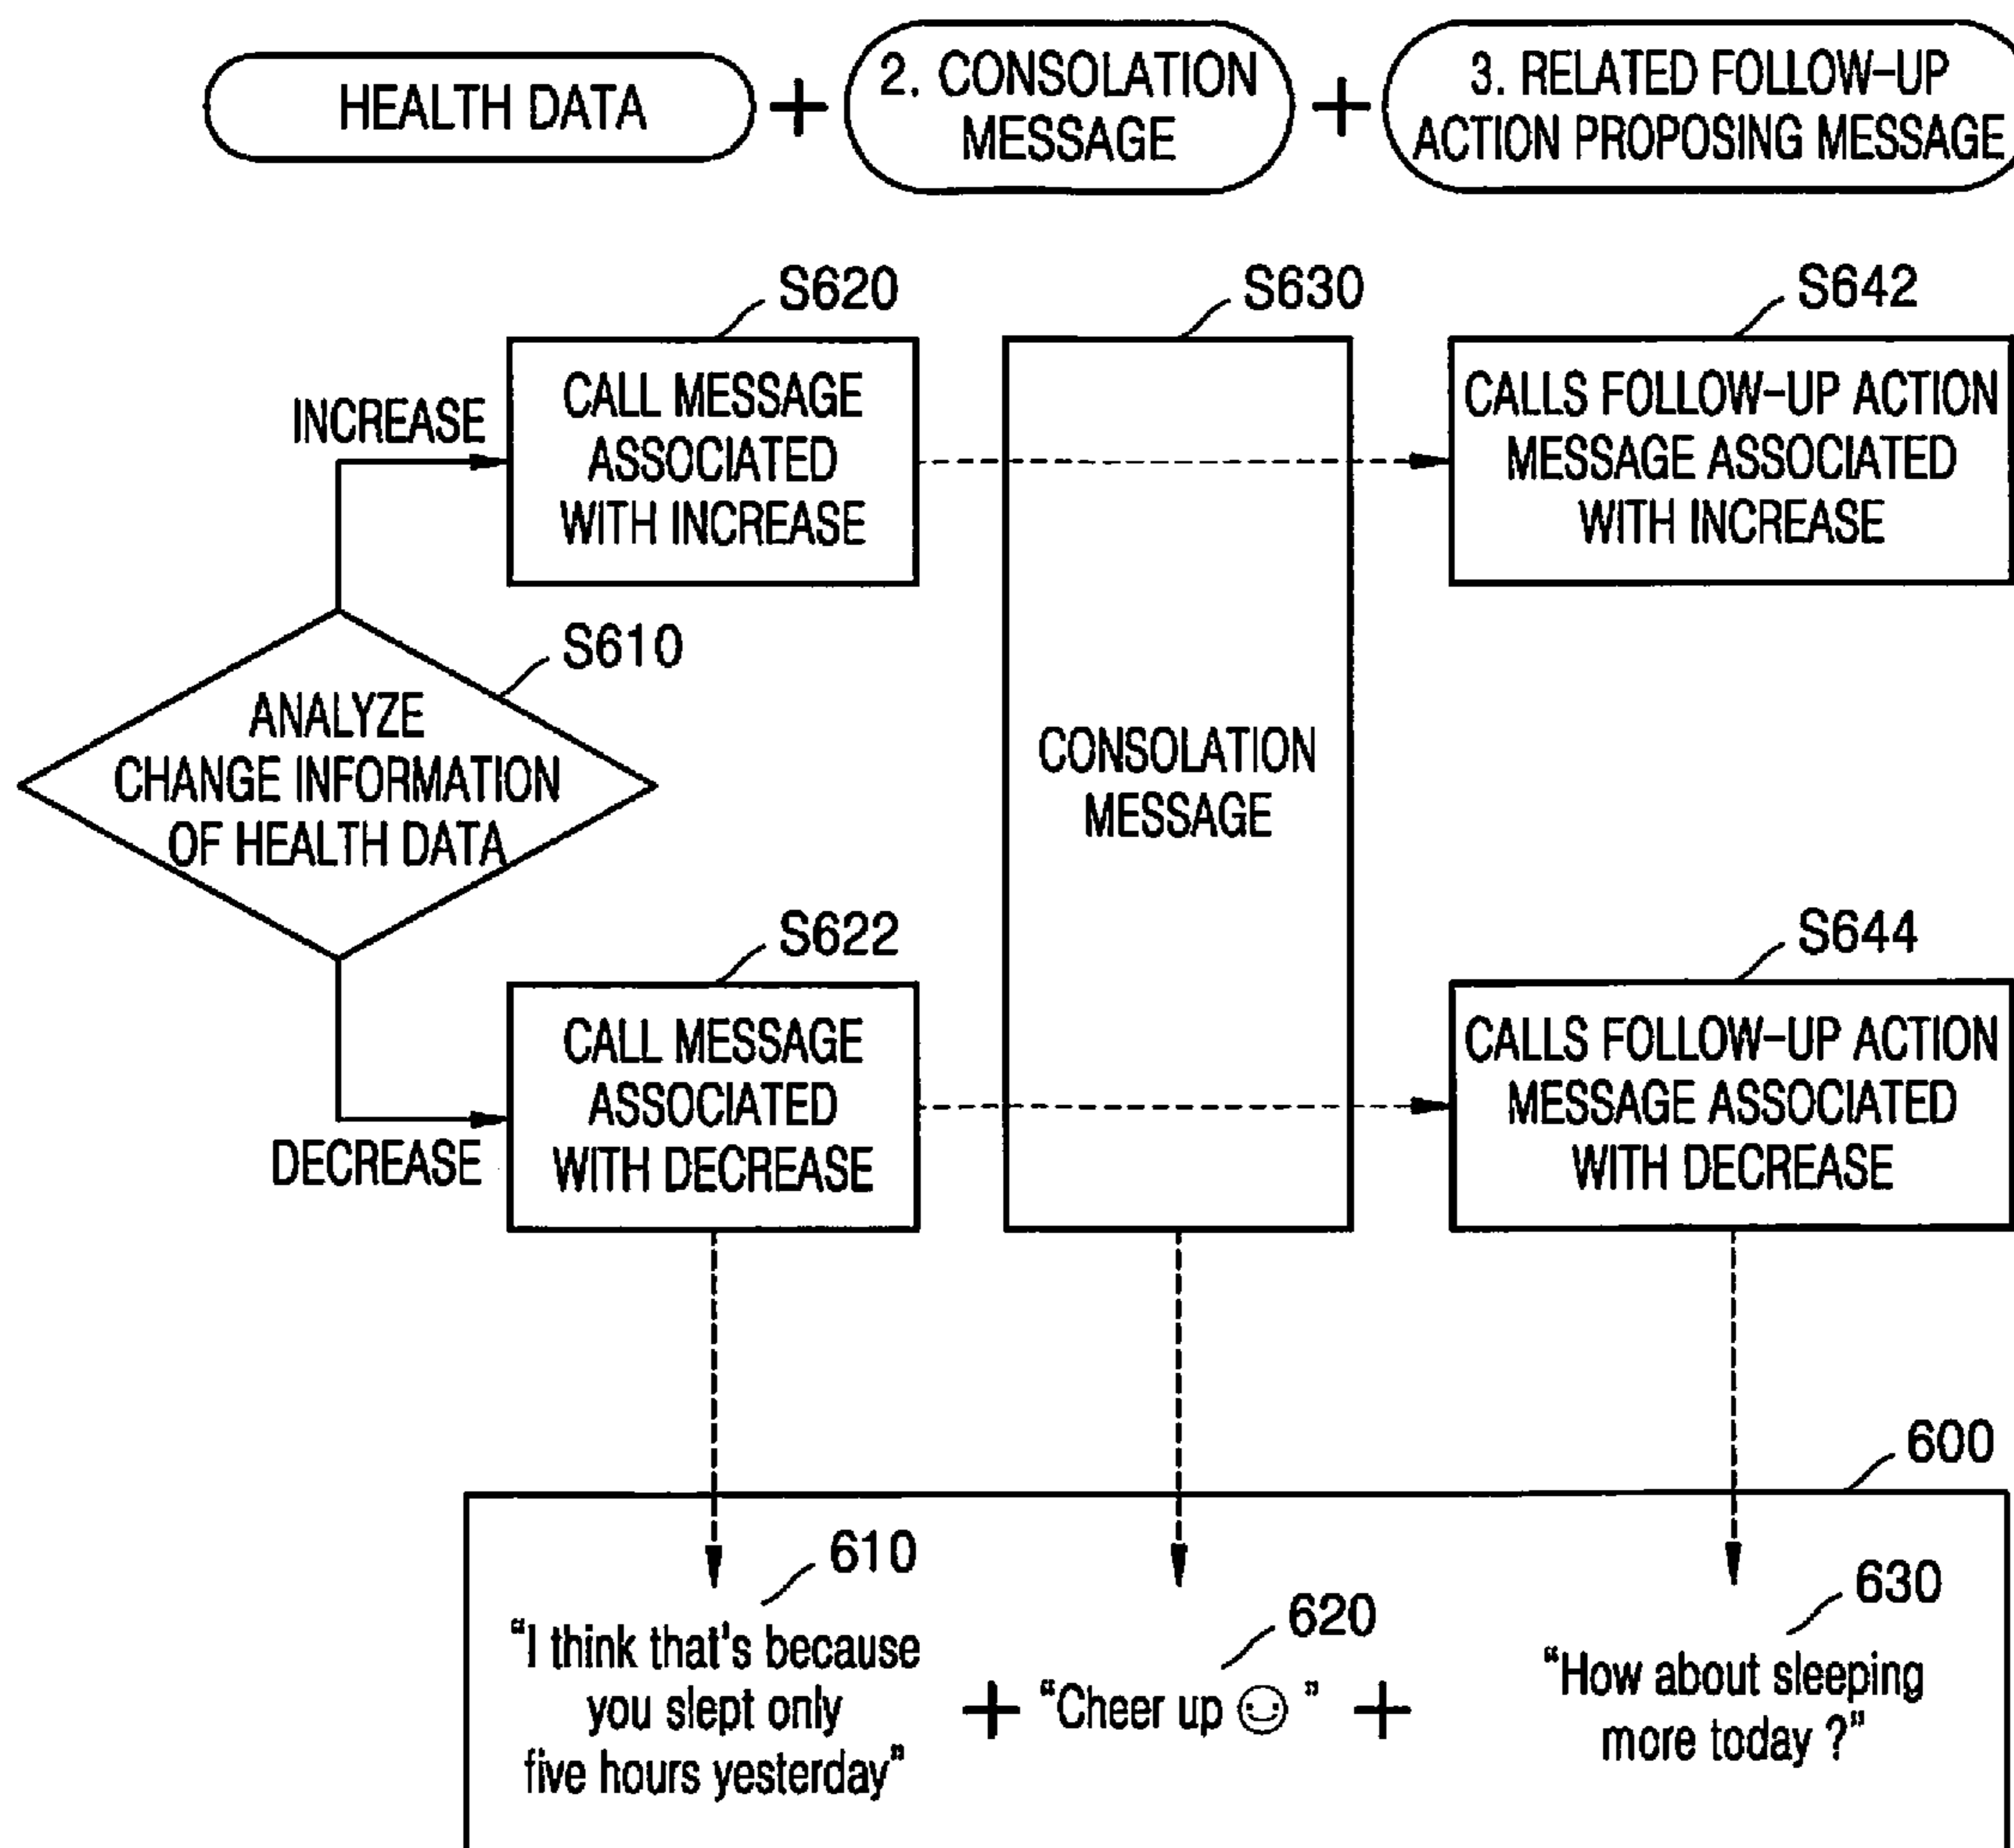 HEALTH DATA
+
2. CONSOLATION
MESSAGE
+
3. RELATED FOLLOW-UP
ACTION PROPOSING MESSAGE
S620
S630
S642
INCREASE
CALL MESSAGE
ASSOCIATED
WITH INCREASE
CALLS FOLLOW-UP ACTION
MESSAGE ASSOCIATED
WITH INCREASE
S610
ANALYZE
CHANGE INFORMATION
OF HEALTH DATA
CONSOLATION
MESSAGE
S622
S644
DECREASE
CALL MESSAGE
ASSOCIATED
WITH DECREASE
CALLS FOLLOW-UP ACTION
MESSAGE ASSOCIATED
WITH DECREASE
600
610
"I think that's because
you slept only
five hours yesterday"
+
620
"Cheer up ☺ "
+
630
"How about sleeping
more today ?"